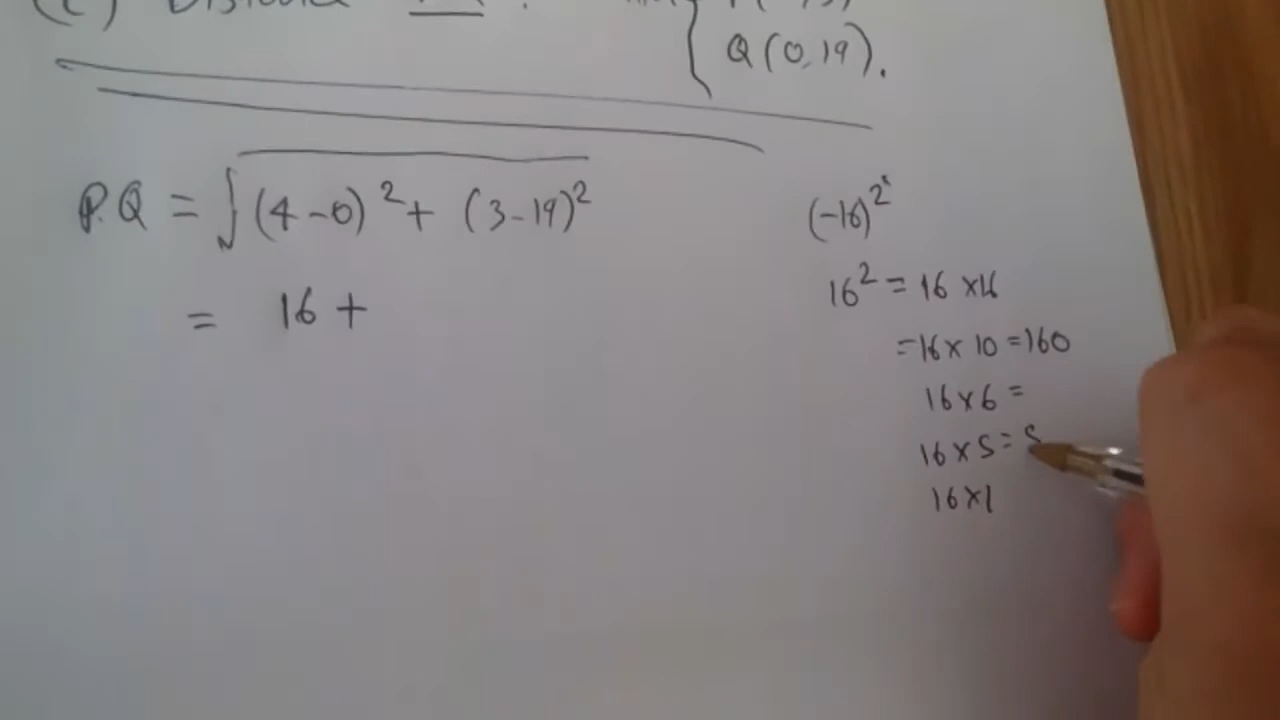 (c) Distance
Q(0,19).
P.Q = √(4-0)² + (3-19)²
= 16 +
(-16)²
16² = 16 ×16
=16× 10 =160
16×6 =
16×5=
16×1